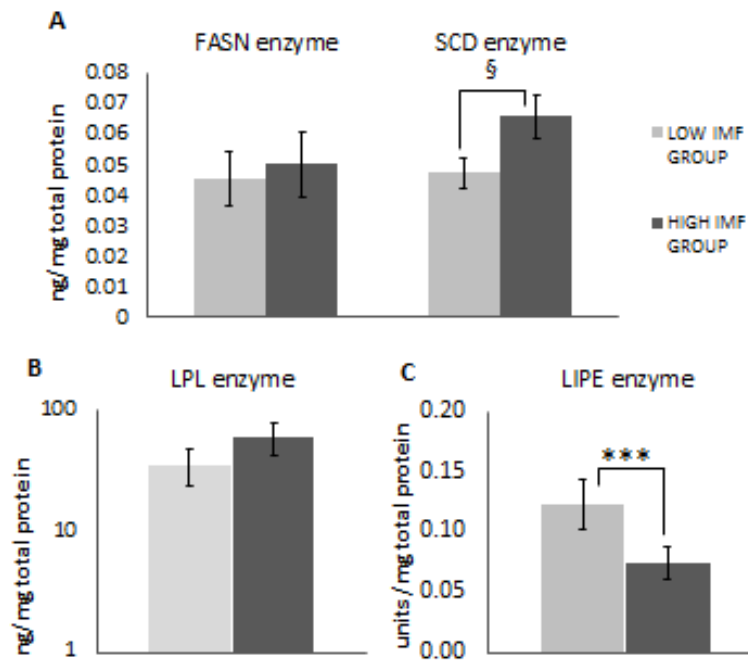 A
FASN enzyme
SCD enzyme
§
0.08
0.07
0.06
0.05
0.04
0.03
0.02
0.01
0
ng/mg total protein
LOW IMF
GROUP
HIGH IMF
GROUP
B
LPL enzyme
100
10
1
ng/mg total protein
C
LIPE enzyme
***
0.20
0.15
0.10
0.05
0.00
units/mg total protein